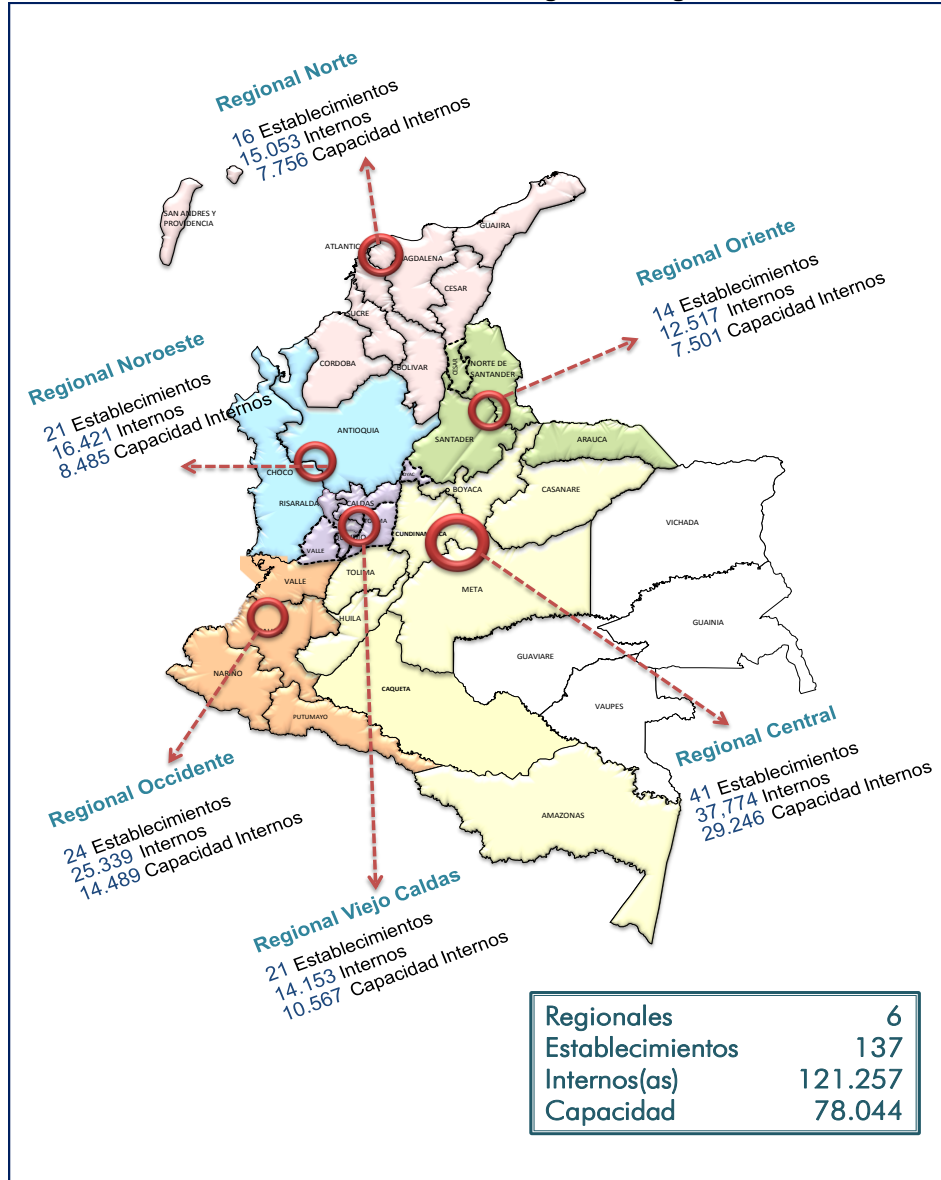 Regional Norte
16 Establecimientos
15.053 Internos
7.756 Capacidad Internos
SAN ANDRES Y
PROVIDENCIA
GUAJIRA
ATLANTIC
AGDALENA
CESAR
SUCRE
CORDOBA
BOLIVAR
Regional Oriente
14 Establecimientos
12.517 Internos
7.501 Capacidad Internos
Regional Noroeste
21 Establecimientos
16.421 Internos
8.485 Capacidad Internos
CESAR
NORTE DE
SANTANDER
ANTIOQUIA
SANTADER
ARAUCA
CHOCO
BOYACA
CASANARE
RISARALDA
CALDAS
VICHADA
CUNDINAMARCA
VALLE
VALLE
TOLIMA
META
HUILA
GUAINIA
GUAVIARE
NARIÑO
CAQUETA
VAUPES
PUTUMAYO
AMAZONAS
Regional Central
41 Establecimientos
37,774 Internos
29.246 Capacidad Internos
Regional Occidente
24 Establecimientos
25.339 Internos
14.489 Capacidad Internos
Regional Viejo Caldas
21 Establecimientos
14.153 Internos
10.567 Capacidad Internos
Regionales 6
Establecimientos 137
Internos(as) 121.257
Capacidad 78.044